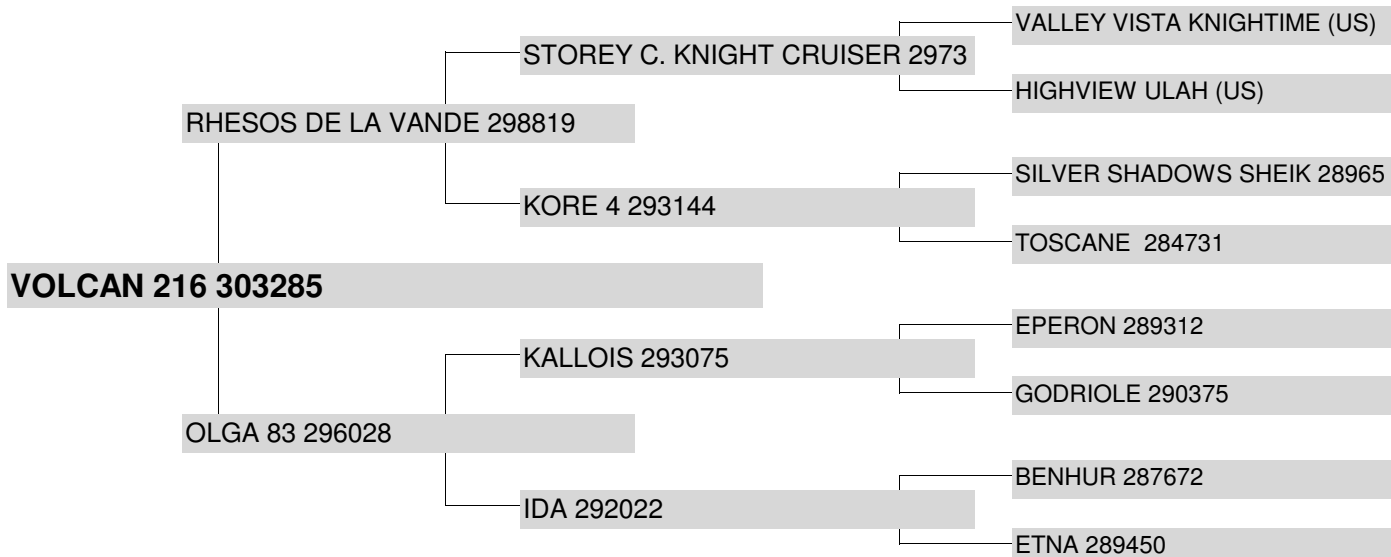 VALLEY VISTA KNIGHTIME (US)
STOREY C. KNIGHT CRUISER 2973
HIGHVIEW ULAH (US)
RHESOS DE LA VANDE 298819
SILVER SHADOWS SHEIK 28965
KORE 4 293144
TOSCANE 284731
VOLCAN 216 303285
EPERON 289312
KALLOIS 293075
GODRIOLE 290375
OLGA 83 296028
BENHUR 287672
IDA 292022
ETNA 289450